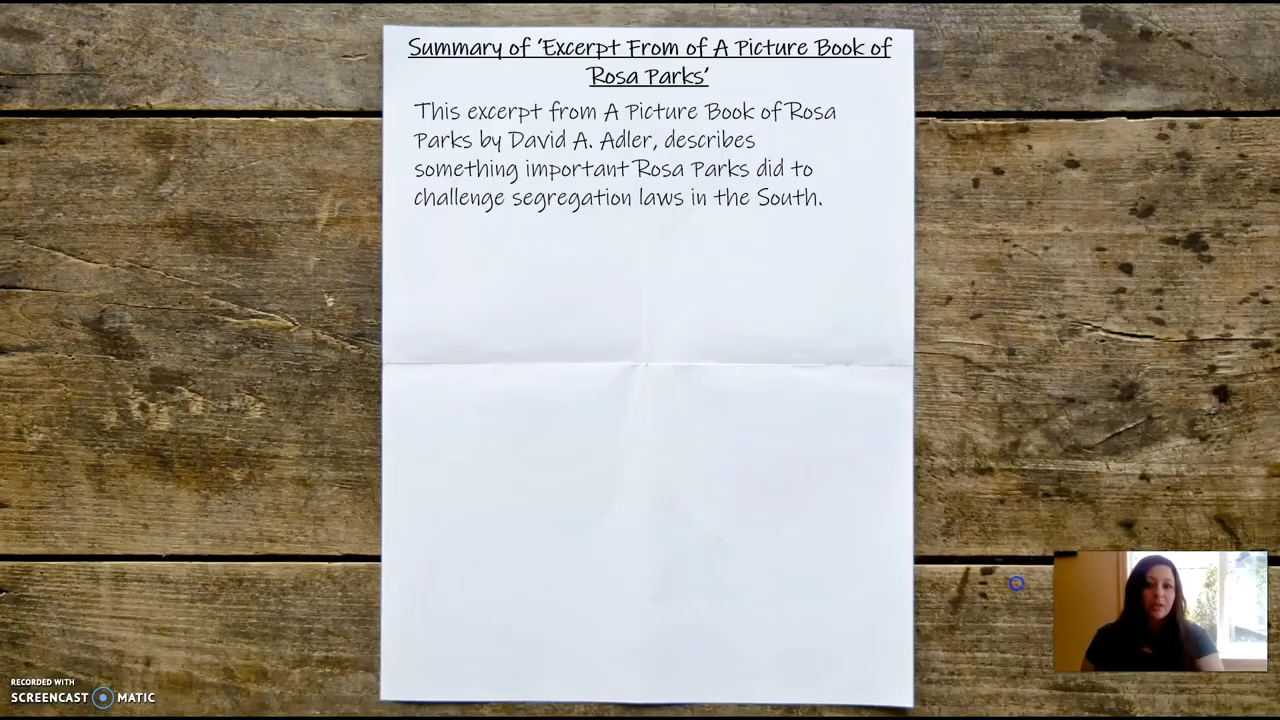 Summary of ‘Excerpt From of A Picture Book of
Rosa Parks’
This excerpt from A Picture Book of Rosa
Parks by David A. Adler, describes
something important Rosa Parks did to
challenge segregation laws in the South.
RECORDED WITH
SCREENCAST MATIC